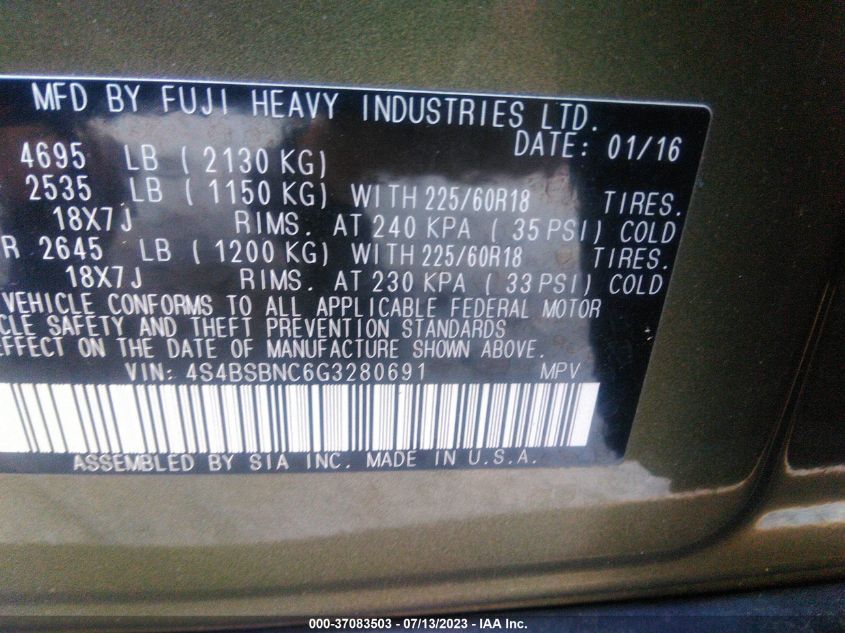 MFD BY FUJI HEAVY INDUSTRIES LTD.
DATE: 01/16
4695 LB ( 2130 KG)
2535 LB ( 1150 KG) WITH 225/60R18 TIRES.
18X7J RIMS. AT 240 KPA ( 35 PSI) COLD
R 2645 LB ( 1200 KG) WITH 225/60R18 TIRES.
18X7J RIMS. AT 230 KPA ( 33 PSI) COLD
VEHICLE CONFORMS TO ALL APPLICABLE FEDERAL MOTOR
CLE SAFETY AND THEFT PREVENTION STANDARDS
EFFECT ON THE DATE OF MANUFACTURE SHOWN ABOVE.
VIN: 4S4BSBNC6G3280691 MPV
ASSEMBLED BY SIA INC. MADE IN U.S.A.
000-37083503 - 07/13/2023 - IAA Inc.